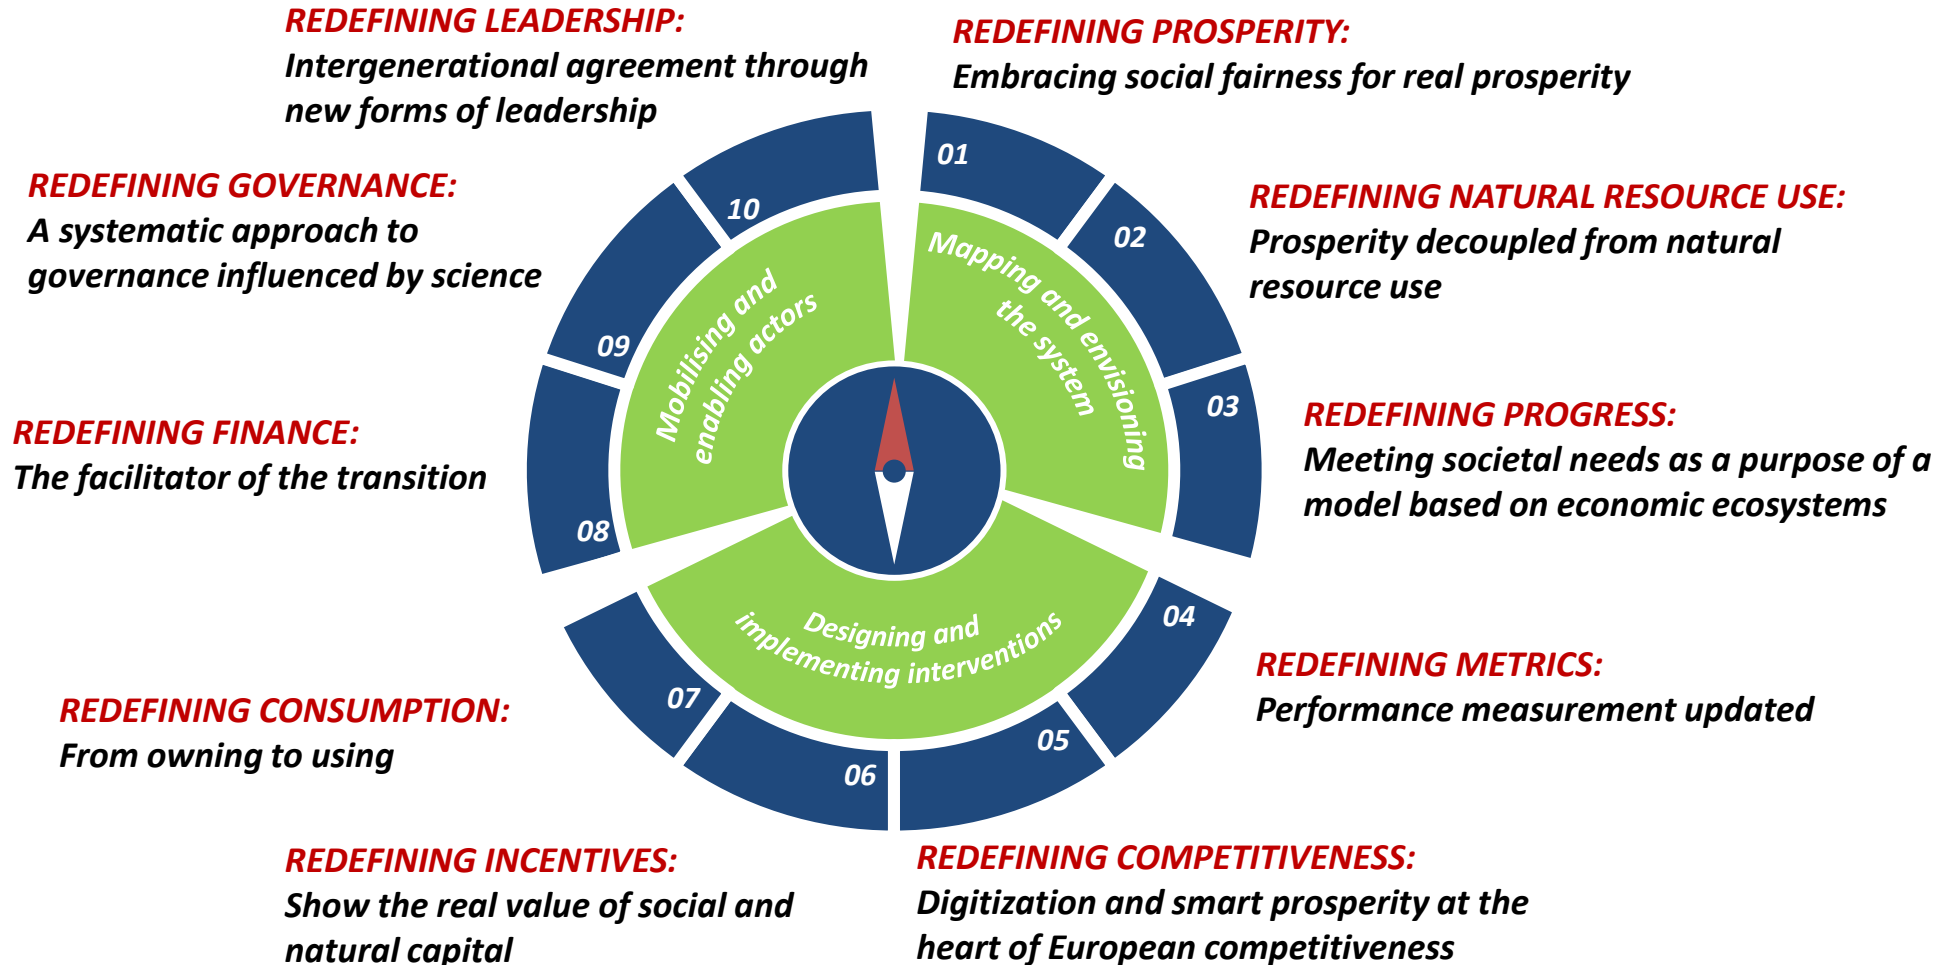 REDEFINING LEADERSHIP:
Intergenerational agreement through
new forms of leadership
REDEFINING PROSPERITY:
Embracing social fairness for real prosperity
REDEFINING GOVERNANCE:
A systematic approach to
governance influenced by science
REDEFINING NATURAL RESOURCE USE:
Prosperity decoupled from natural
resource use
REDEFINING FINANCE:
The facilitator of the transition
REDEFINING PROGRESS:
Meeting societal needs as a purpose of a
model based on economic ecosystems
REDEFINING CONSUMPTION:
From owning to using
REDEFINING METRICS:
Performance measurement updated
REDEFINING INCENTIVES:
Show the real value of social and
natural capital
REDEFINING COMPETITIVENESS:
Digitization and smart prosperity at the
heart of European competitiveness
01
02
03
04
05
06
07
08
09
10
Mapping and envisioning
the system
Designing and
implementing interventions
Mobilising and
enabling actors